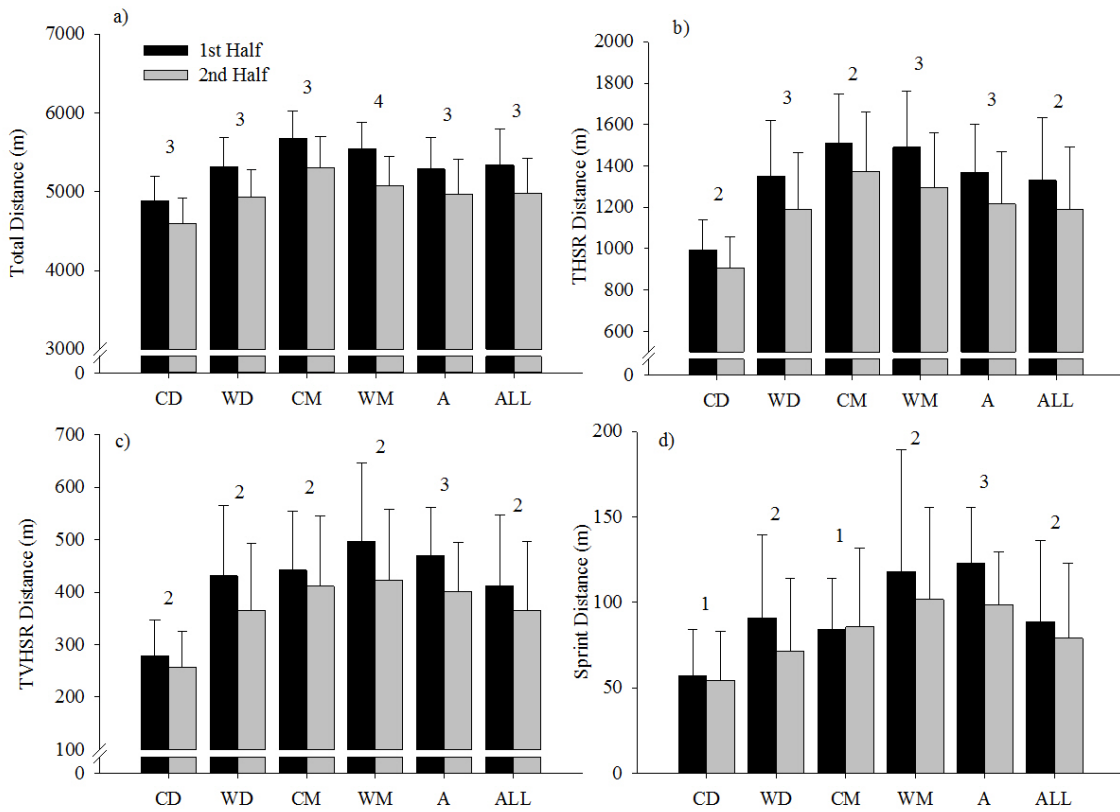 a)
7000
6000
5000
4000
3000
0
Total Distance (m)
1st Half
2nd Half
3 3 3 4 3 3
CD WD CM WM A ALL
b)
2000
1800
1600
1400
1200
1000
800
600
0
THSR Distance (m)
2 3 2 3 3 2
CD WD CM WM A ALL
c)
700
600
500
400
300
200
100
0
TVHSR Distance (m)
2 2 2 2 3 2
CD WD CM WM A ALL
d)
200
150
100
50
0
Sprint Distance (m)
1 2 1 2 3 2
CD WD CM WM A ALL